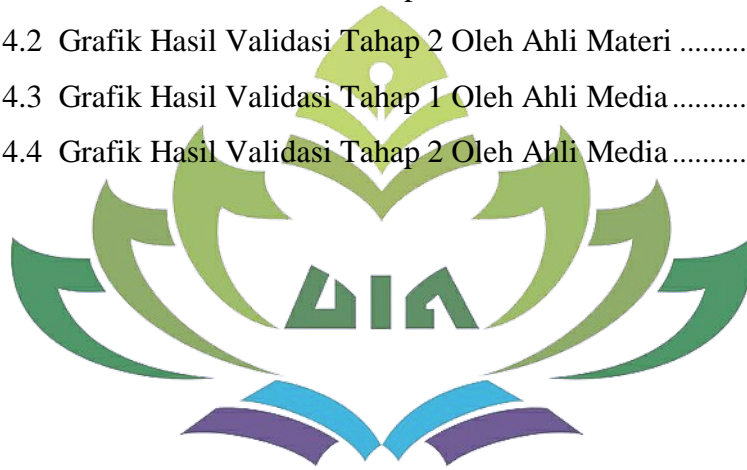 4.2 Grafik Hasil Validasi Tahap 2 Oleh Ahli Materi .........
4.3 Grafik Hasil Validasi Tahap 1 Oleh Ahli Media ..........
4.4 Grafik Hasil Validasi Tahap 2 Oleh Ahli Media ..........
UIN